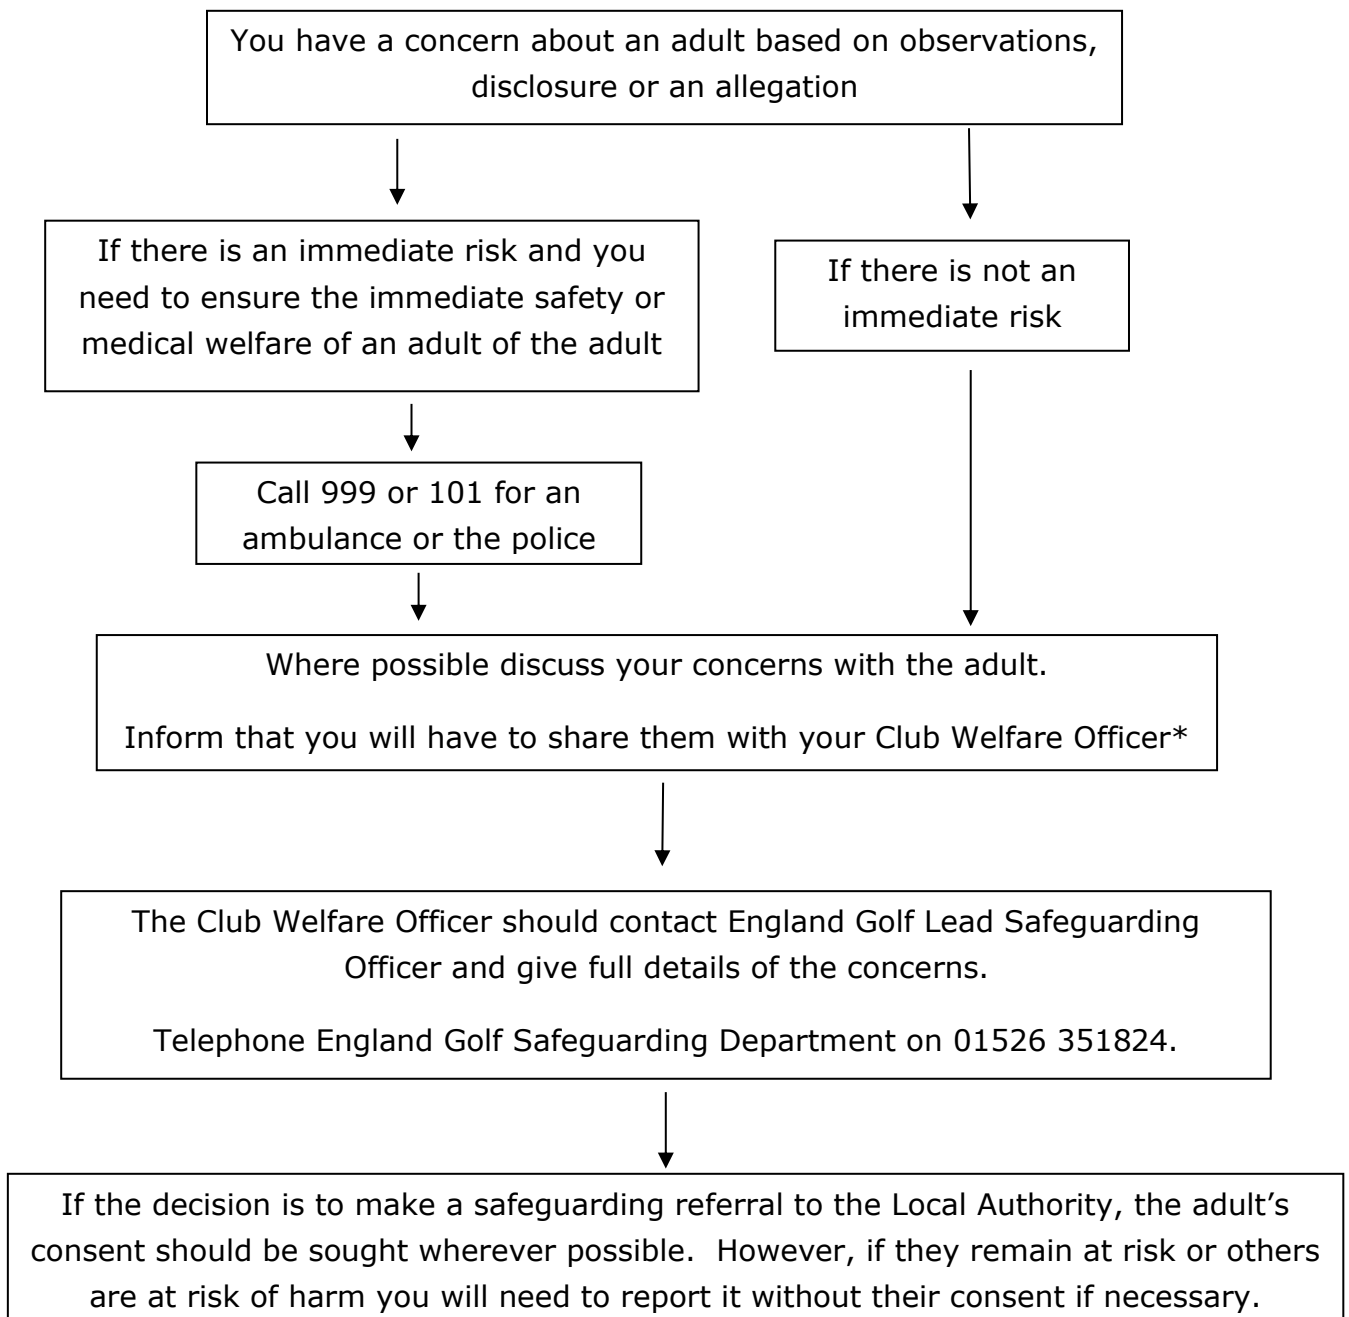 You have a concern about an adult based on observations,
disclosure or an allegation
If there is an immediate risk and you
need to ensure the immediate safety or
medical welfare of an adult of the adult
If there is not an
immediate risk
Call 999 or 101 for an
ambulance or the police
Where possible discuss your concerns with the adult.
Inform that you will have to share them with your Club Welfare Officer*
The Club Welfare Officer should contact England Golf Lead Safeguarding
Officer and give full details of the concerns.
Telephone England Golf Safeguarding Department on 01526 351824.
If the decision is to make a safeguarding referral to the Local Authority, the adult’s
consent should be sought wherever possible.  However, if they remain at risk or others
are at risk of harm you will need to report it without their consent if necessary.